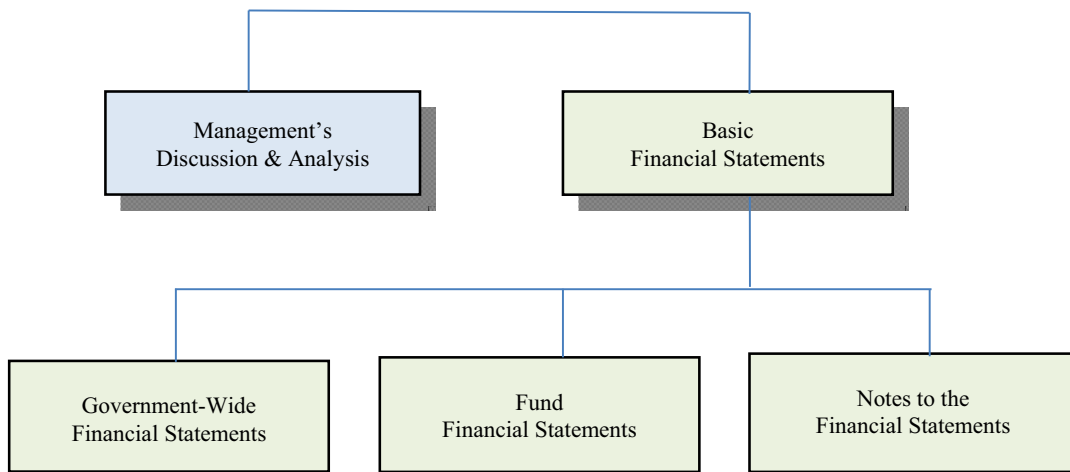 Management’s
Discussion & Analysis
Basic
Financial Statements
Government-Wide
Financial Statements
Fund
Financial Statements
Notes to the
Financial Statements